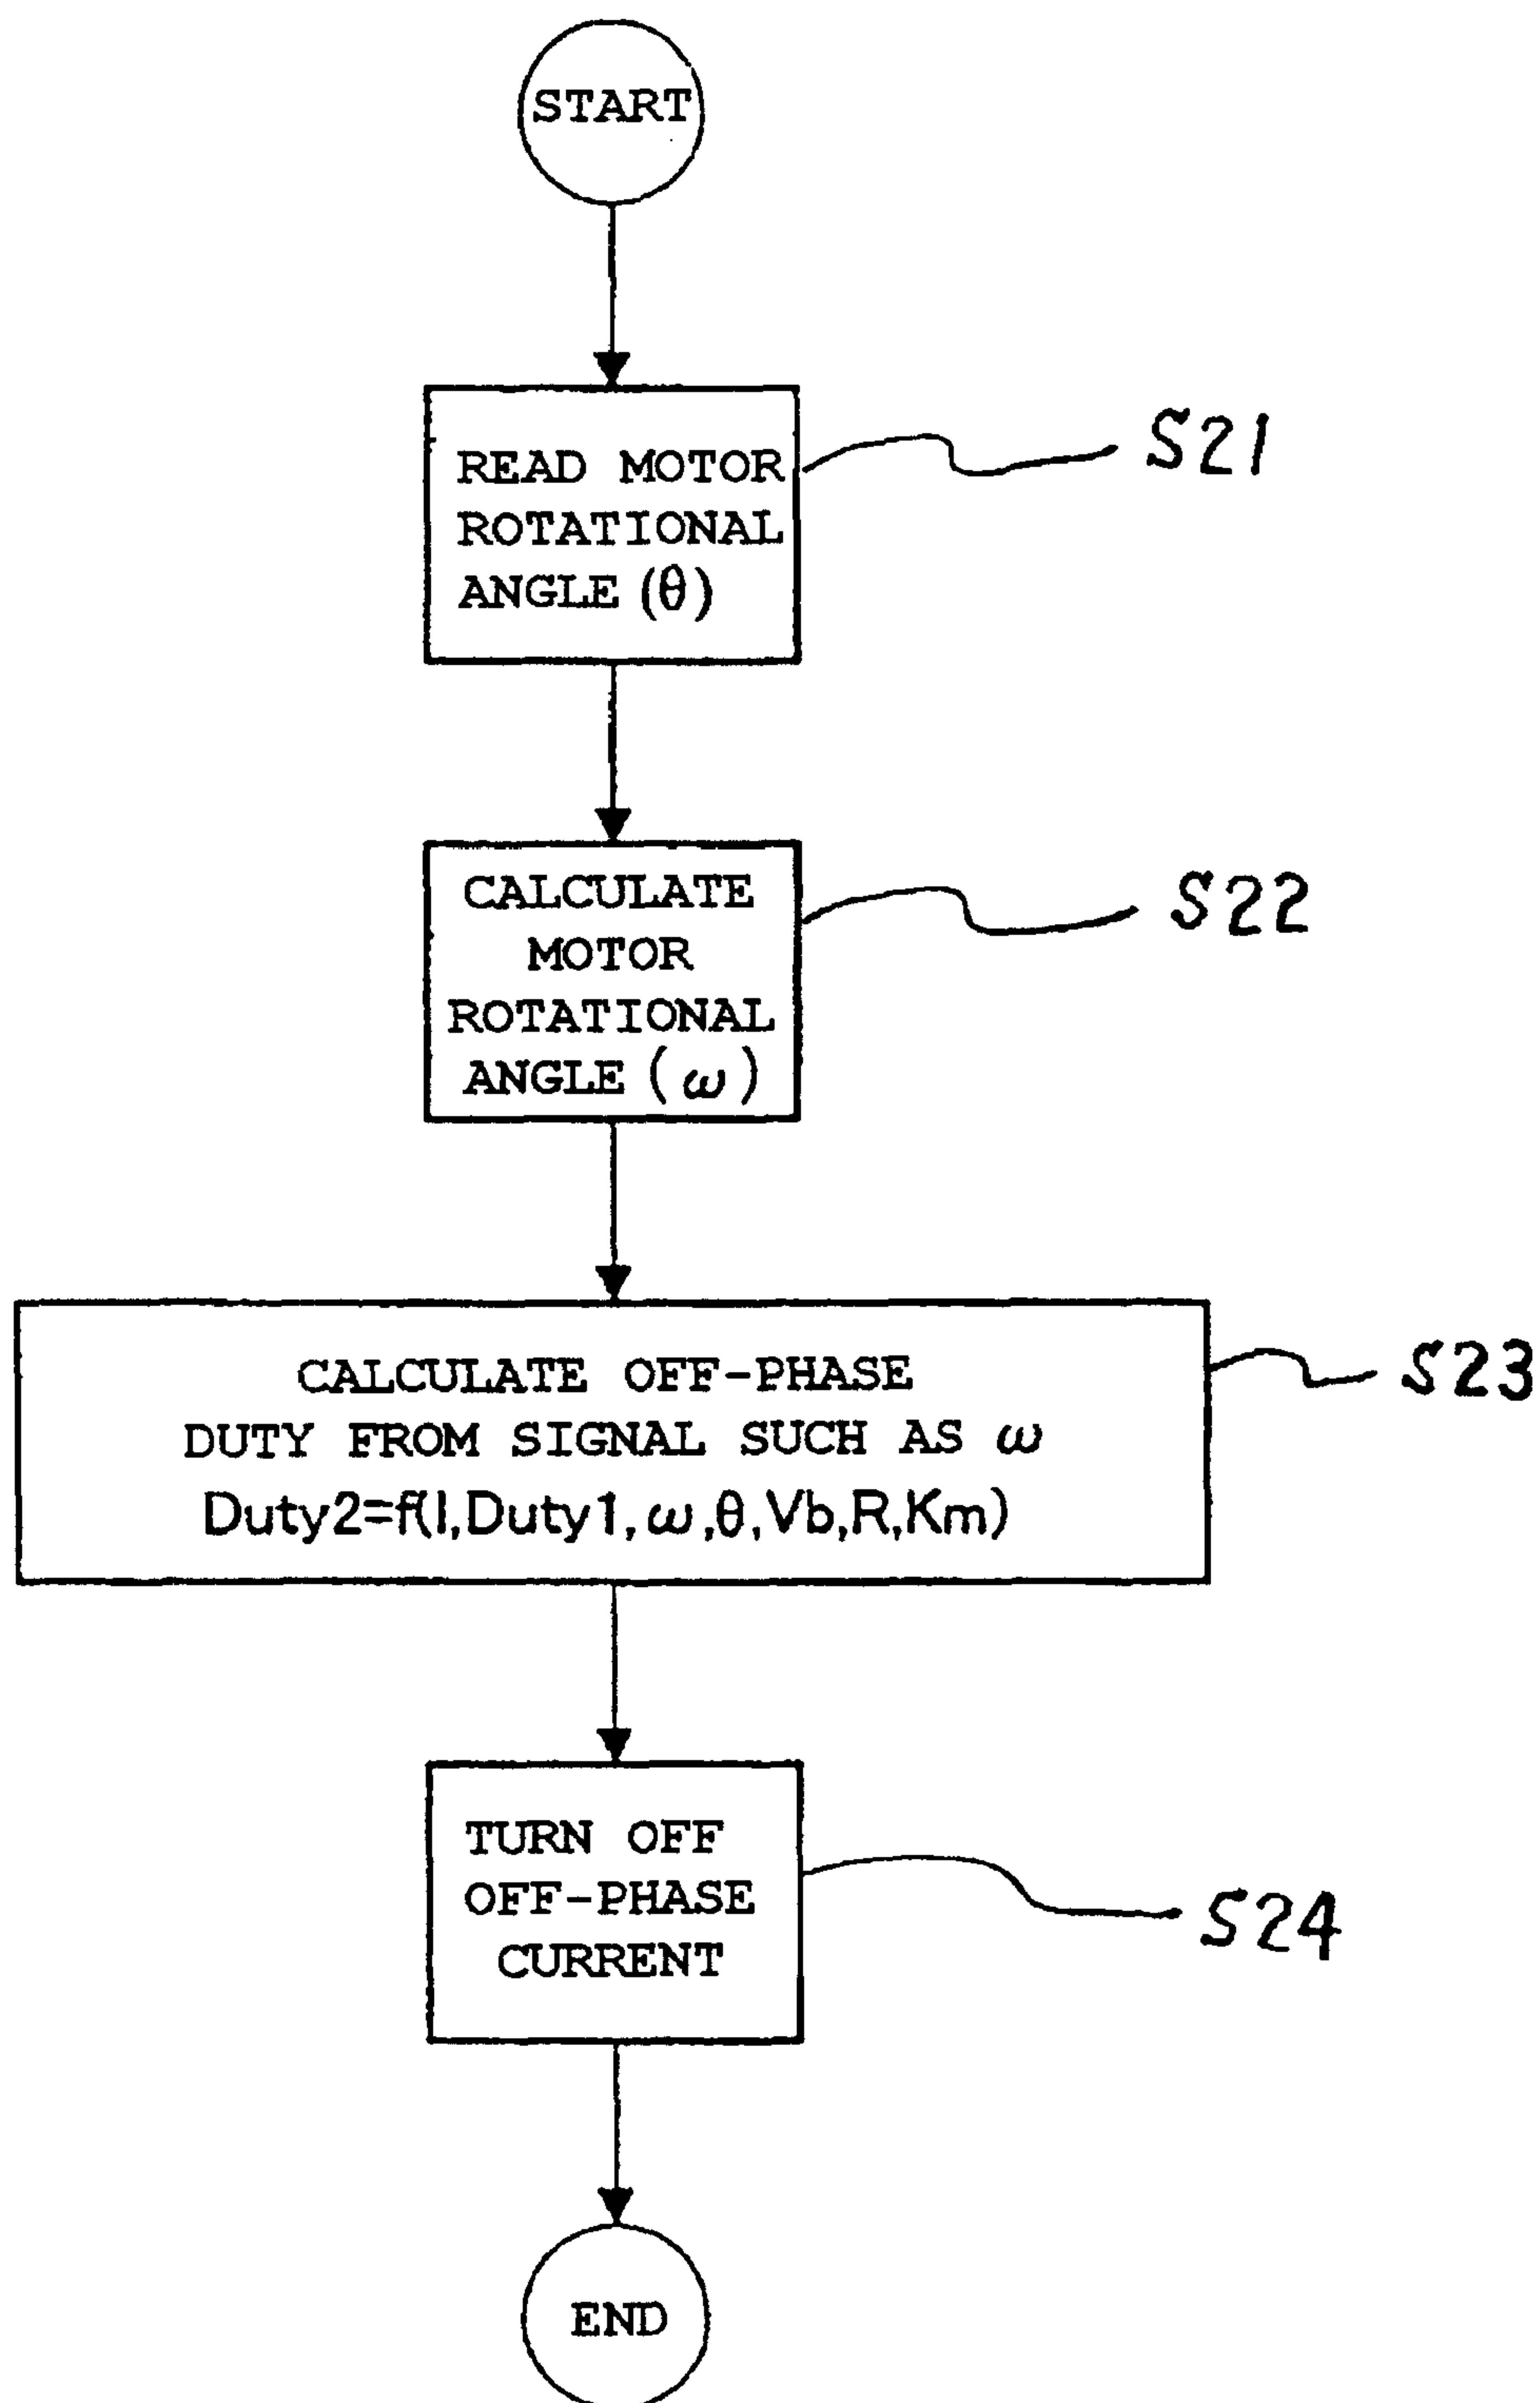 START
READ MOTOR
ROTATIONAL
ANGLE (θ)
S21
CALCULATE
MOTOR
ROTATIONAL
ANGLE (ω)
S22
CALCULATE OFF-PHASE
DUTY FROM SIGNAL SUCH AS ω
Duty2=f(I,Duty1,ω,θ,Vb,R,Km)
S23
TURN OFF
OFF-PHASE
CURRENT
S24
END